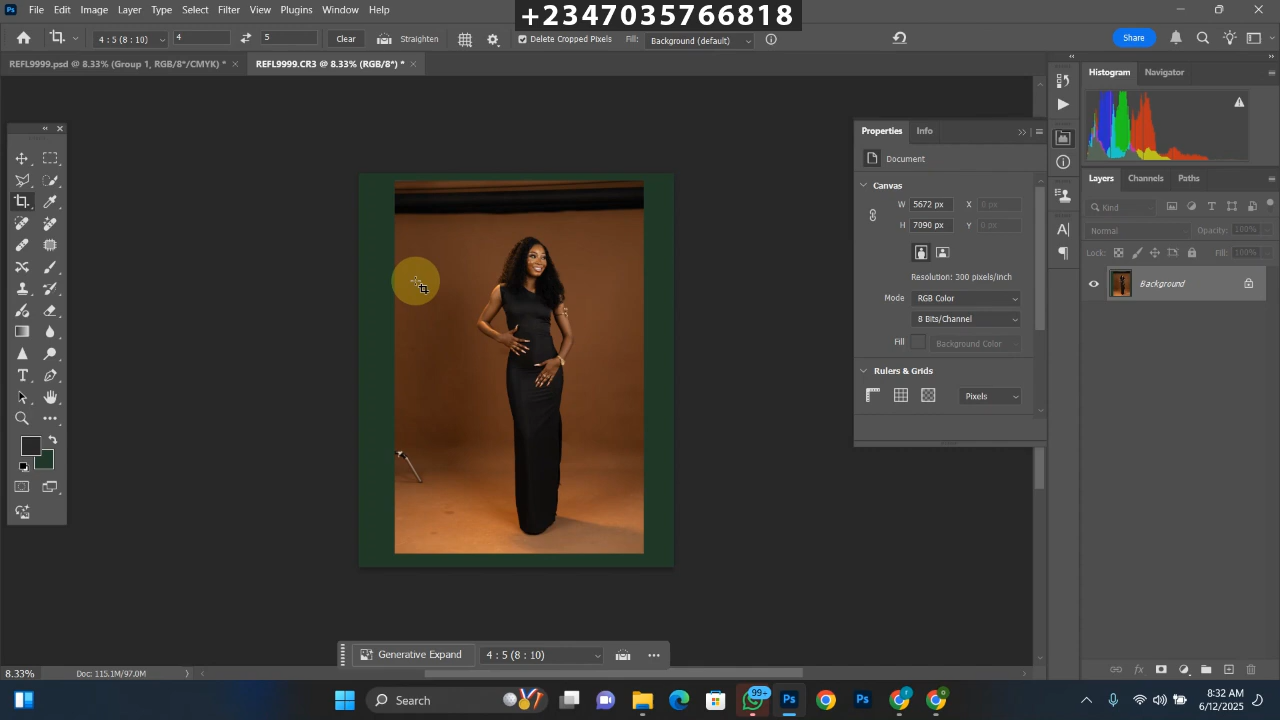 +2347035766818
File Edit Image Layer Type Select Filter View Plugins Window Help
4 : 5 (8 : 10) 4 5 Clear Straighten Delete Cropped Pixels Fill: Background (default) Share
REFL9999.psd @ 8.33% (Group 1, RGB/8*/CMYK) * REFL9999.CR3 @ 8.33% (RGB/8*) *
Histogram Navigator
Properties Info
Document
Canvas
W 5672 px X 0 px
H 7090 px Y 0 px
Resolution: 300 pixels/inch
Mode RGB Color
8 Bits/Channel
Fill Background Color
Rulers & Grids
Pixels
Layers Channels Paths
Kind
Normal Opacity: 100%
Lock: Fill: 100%
Background
Generative Expand 4 : 5 (8 : 10)
8.33% Doc: 115.1M/97.0M
Search 99+ 8:32 AM
6/12/2025